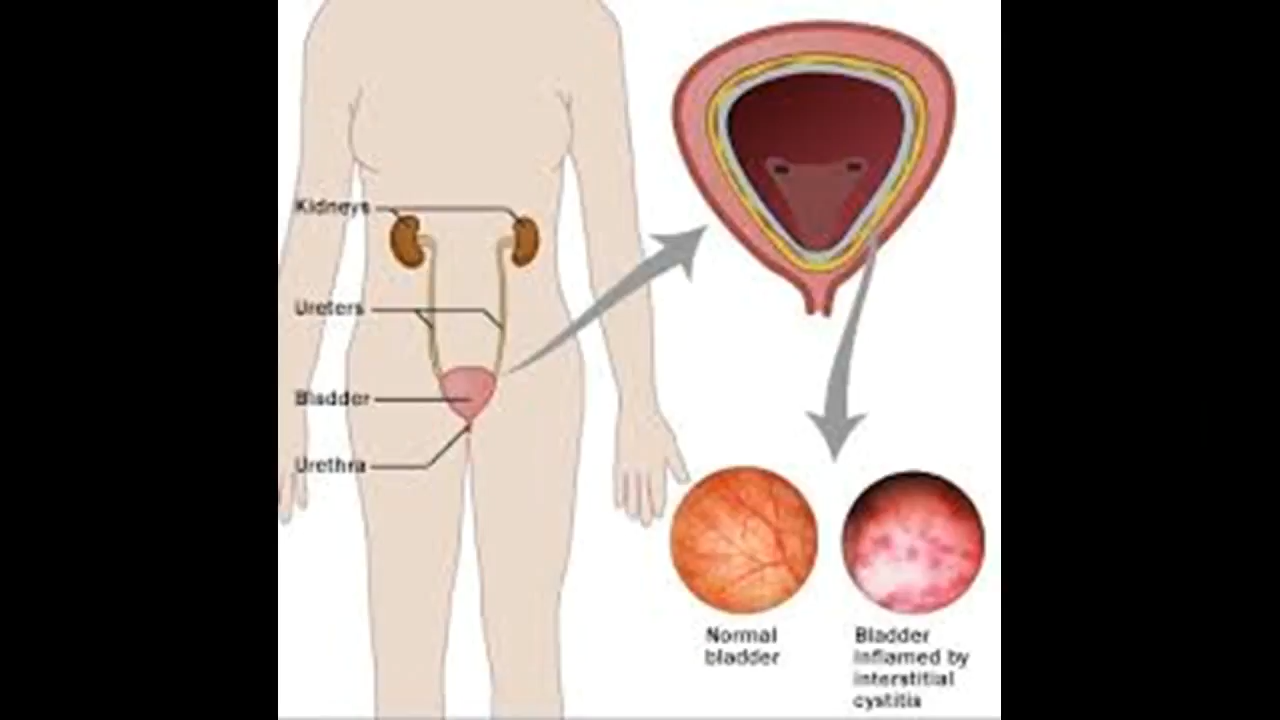 Kidneys
Ureters
Bladder
Urethra
Normal
bladder
Bladder
inflamed by
interstitial
cystitis